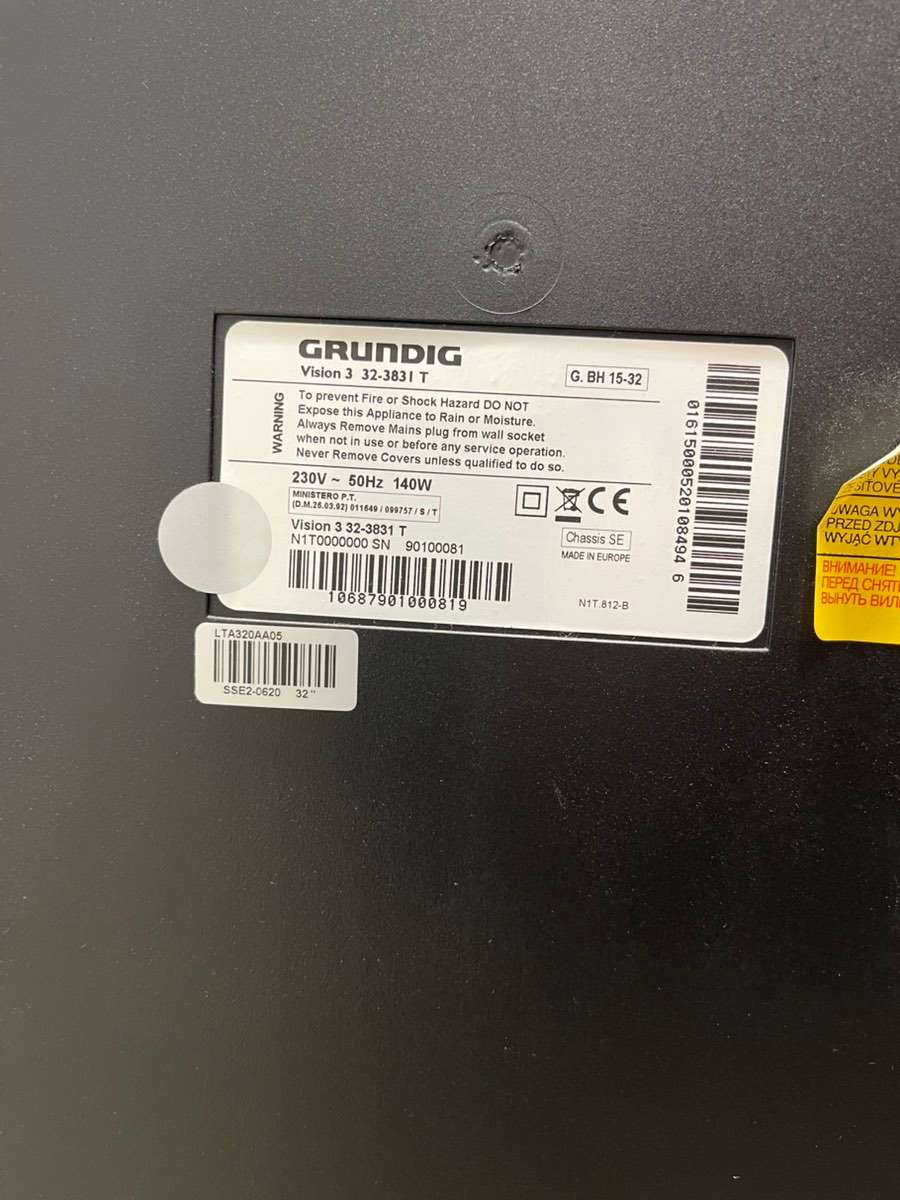 GRUNDIG
Vision 3 32-3831 T
G. BH 15-32
WARNING
To prevent Fire or Shock Hazard DO NOT
Expose this Appliance to Rain or Moisture.
Always Remove Mains plug from wall socket
when not in use or before any service operation.
Never Remove Covers unless qualified to do so.
230V ~ 50Hz 140W
MINISTERO P.T.
(D.M.26.03.92) 011649 / 099757 / S / T
Vision 3 32-3831 T
N1T0000000 SN 90100081
10687901000819
CE
Chassis SE
MADE IN EUROPE
N1T.812-B
01615000520108494 6
LTA320AA05
SSE2-0620 32"
UWAGA WY
PRZED ZDJ
WYJĄĆ WT
ВНИМАНИЕ!
ПЕРЕД СНЯТ
ВЫНУТЬ ВИЛ